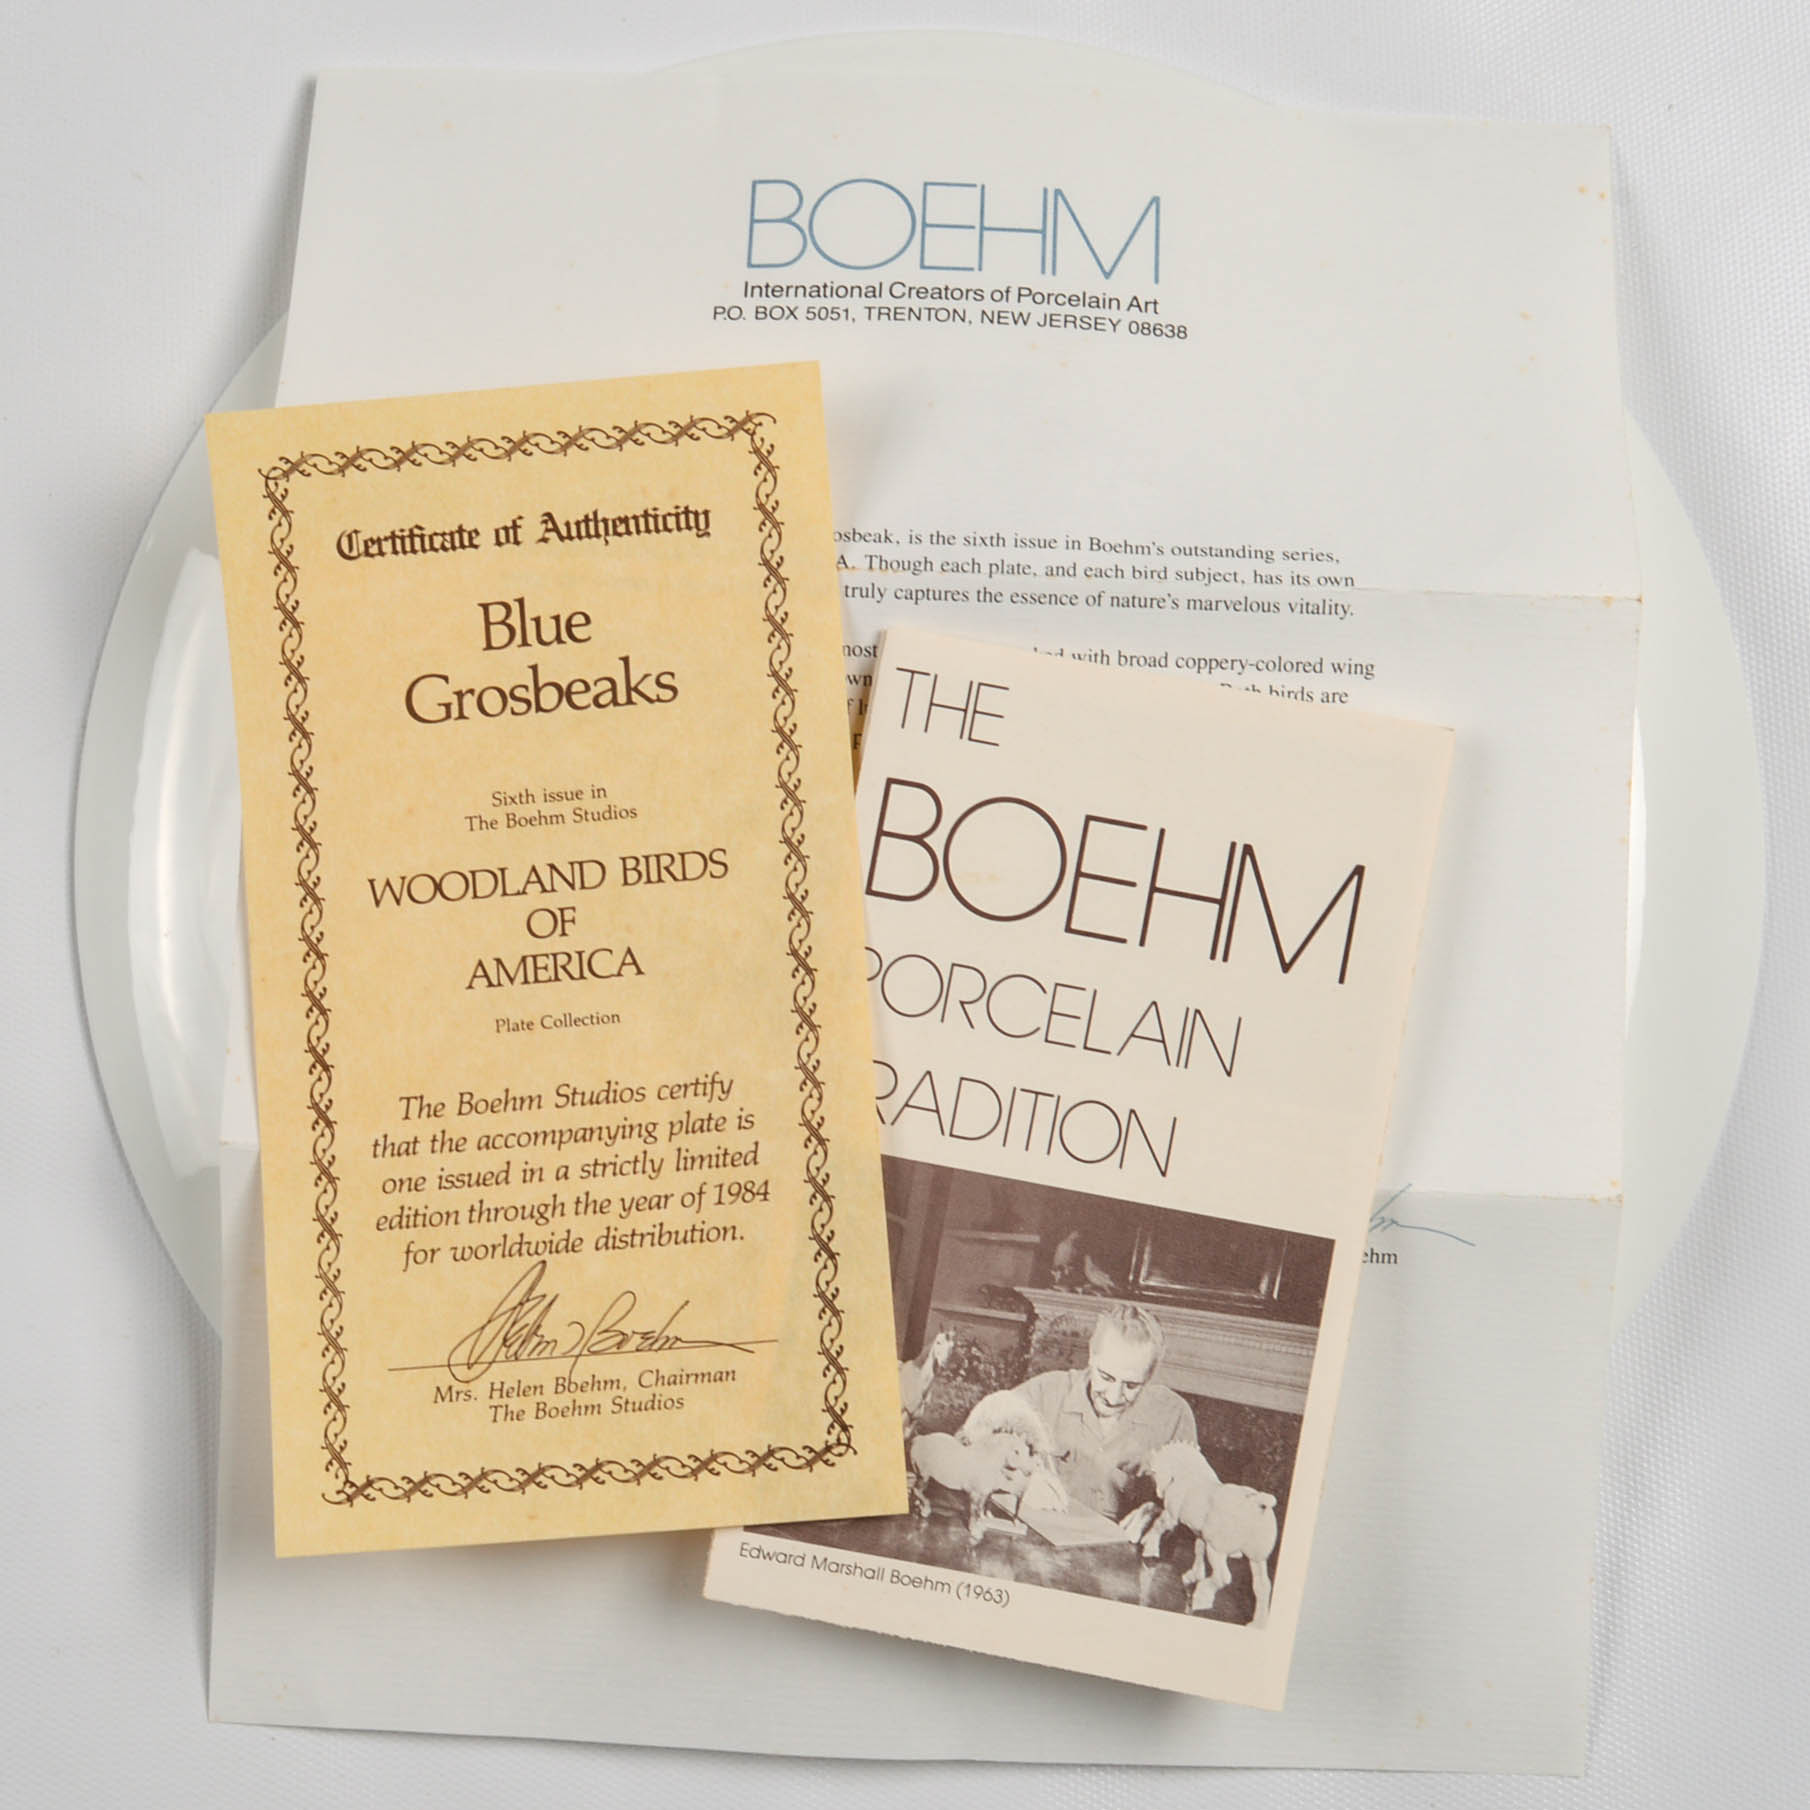 BOEHM
International Creators of Porcelain Art
P.O. BOX 5051, TRENTON, NEW JERSEY 08638
is the sixth issue in Boehm's outstanding series,
Though each plate, and each bird subject, has its own
truly captures the essence of nature's marvelous vitality.
with broad coppery-colored wing
birds are
Certificate of Authenticity
Blue
Grosbeaks
Sixth issue in
The Boehm Studios
WOODLAND BIRDS
OF
AMERICA
Plate Collection
The Boehm Studios certify
that the accompanying plate is
one issued in a strictly limited
edition through the year of 1984
for worldwide distribution.
Helen Boehm
Mrs. Helen Boehm, Chairman
The Boehm Studios
THE
BOEHM
PORCELAIN
TRADITION
Edward Marshall Boehm (1963)